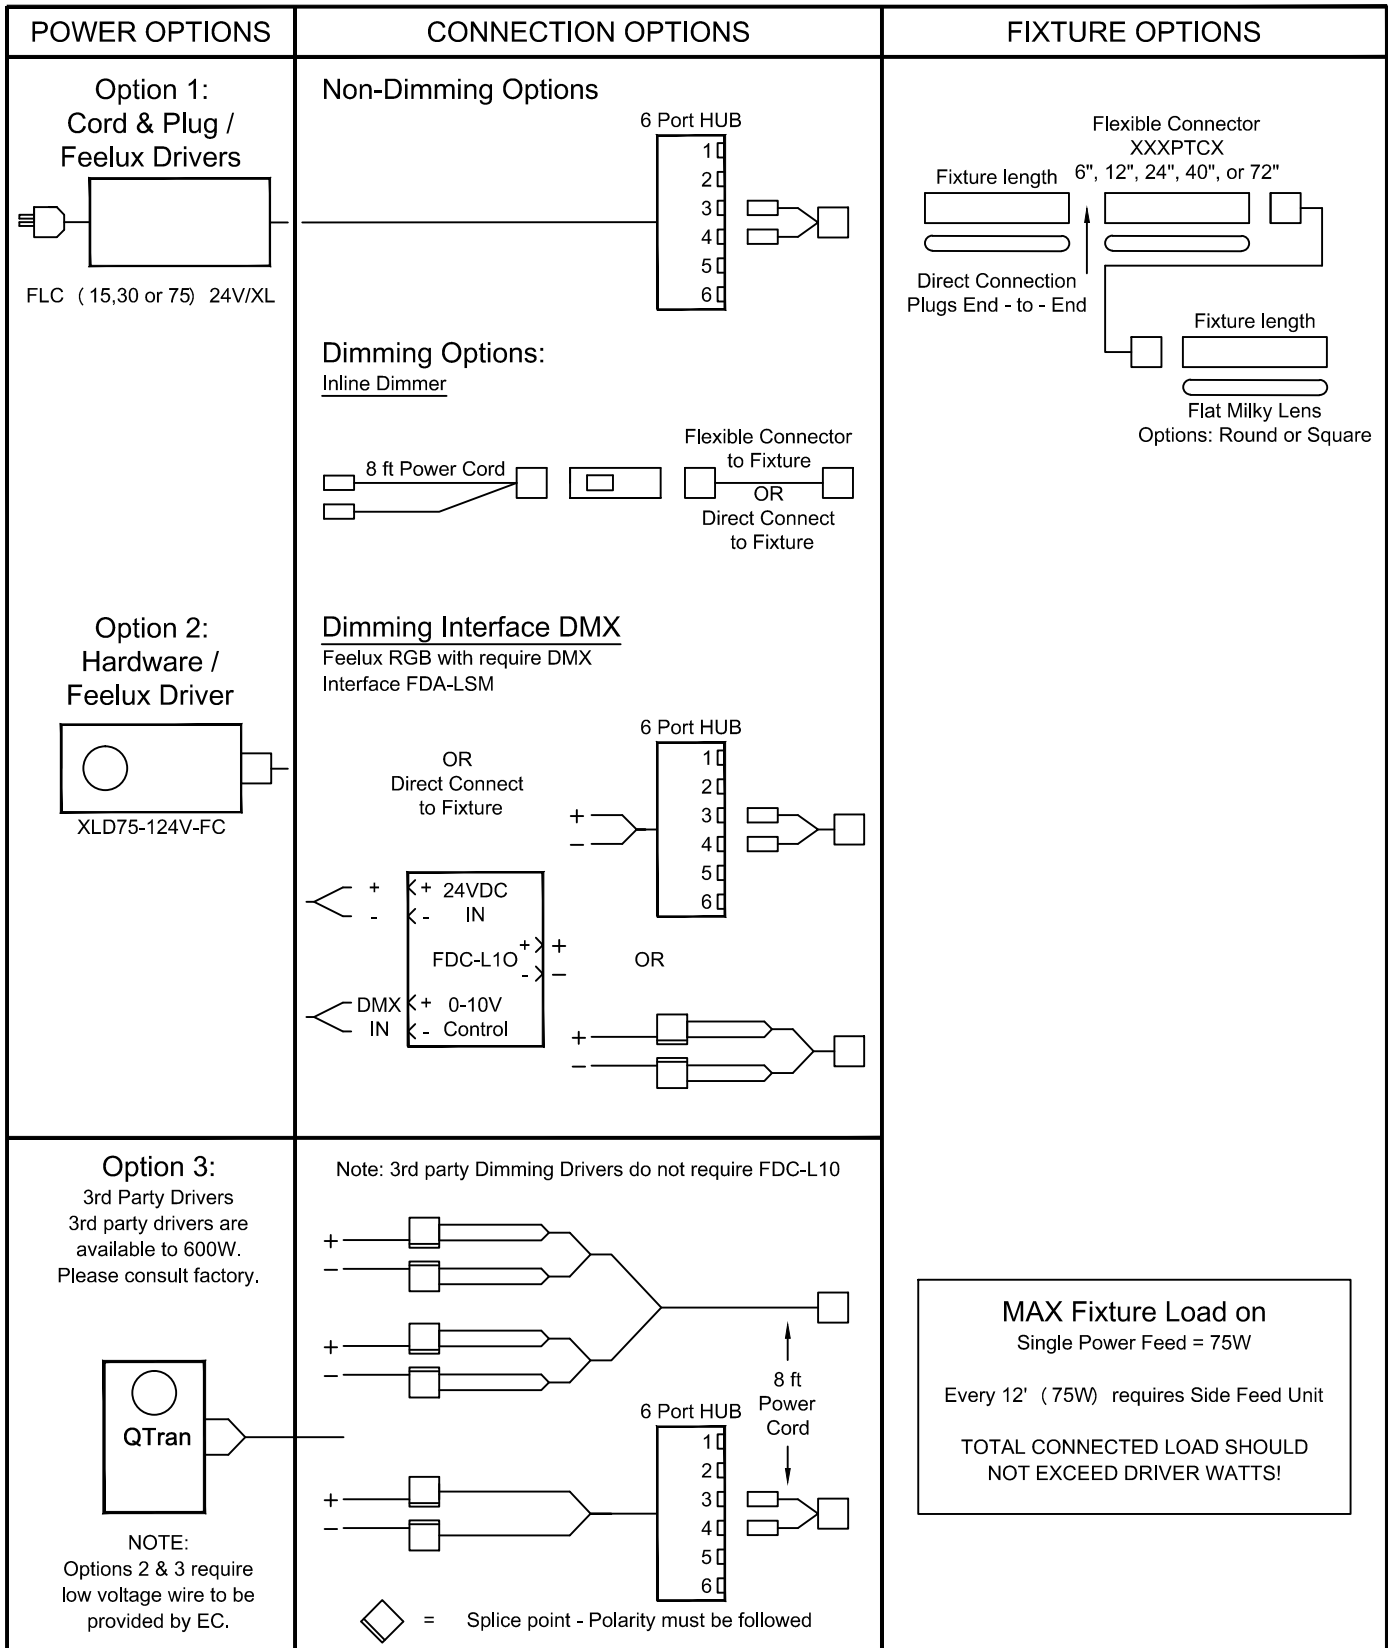 POWER OPTIONS
CONNECTION OPTIONS
FIXTURE OPTIONS
Option 1:
Cord & Plug /
Feelux Drivers
FLC ( 15,30 or 75) 24V/XL
Non-Dimming Options
6 Port HUB
1
2
3
4
5
6
Dimming Options:
Inline Dimmer
8 ft Power Cord
Flexible Connector
to Fixture
OR
Direct Connect
to Fixture
Flexible Connector
XXXPTCX
6", 12", 24", 40", or 72"
Fixture length
Direct Connection
Plugs End - to - End
Fixture length
Flat Milky Lens
Options: Round or Square
Option 2:
Hardware /
Feelux Driver
XLD75-124V-FC
Dimming Interface DMX
Feelux RGB with require DMX
Interface FDA-LSM
OR
Direct Connect
to Fixture
6 Port HUB
1
2
3
4
5
6
+
–
+ + 24VDC
- - IN
FDC-L1O + +
- –
DMX + 0-10V
IN - Control
OR
+
–
Option 3:
3rd Party Drivers
3rd party drivers are
available to 600W.
Please consult factory.
QTran
NOTE:
Options 2 & 3 require
low voltage wire to be
provided by EC.
Note: 3rd party Dimming Drivers do not require FDC-L10
+
–
+
–
8 ft
Power
Cord
6 Port HUB
1
2
3
4
5
6
+
–
= Splice point - Polarity must be followed
MAX Fixture Load on
Single Power Feed = 75W
Every 12' ( 75W) requires Side Feed Unit
TOTAL CONNECTED LOAD SHOULD
NOT EXCEED DRIVER WATTS!